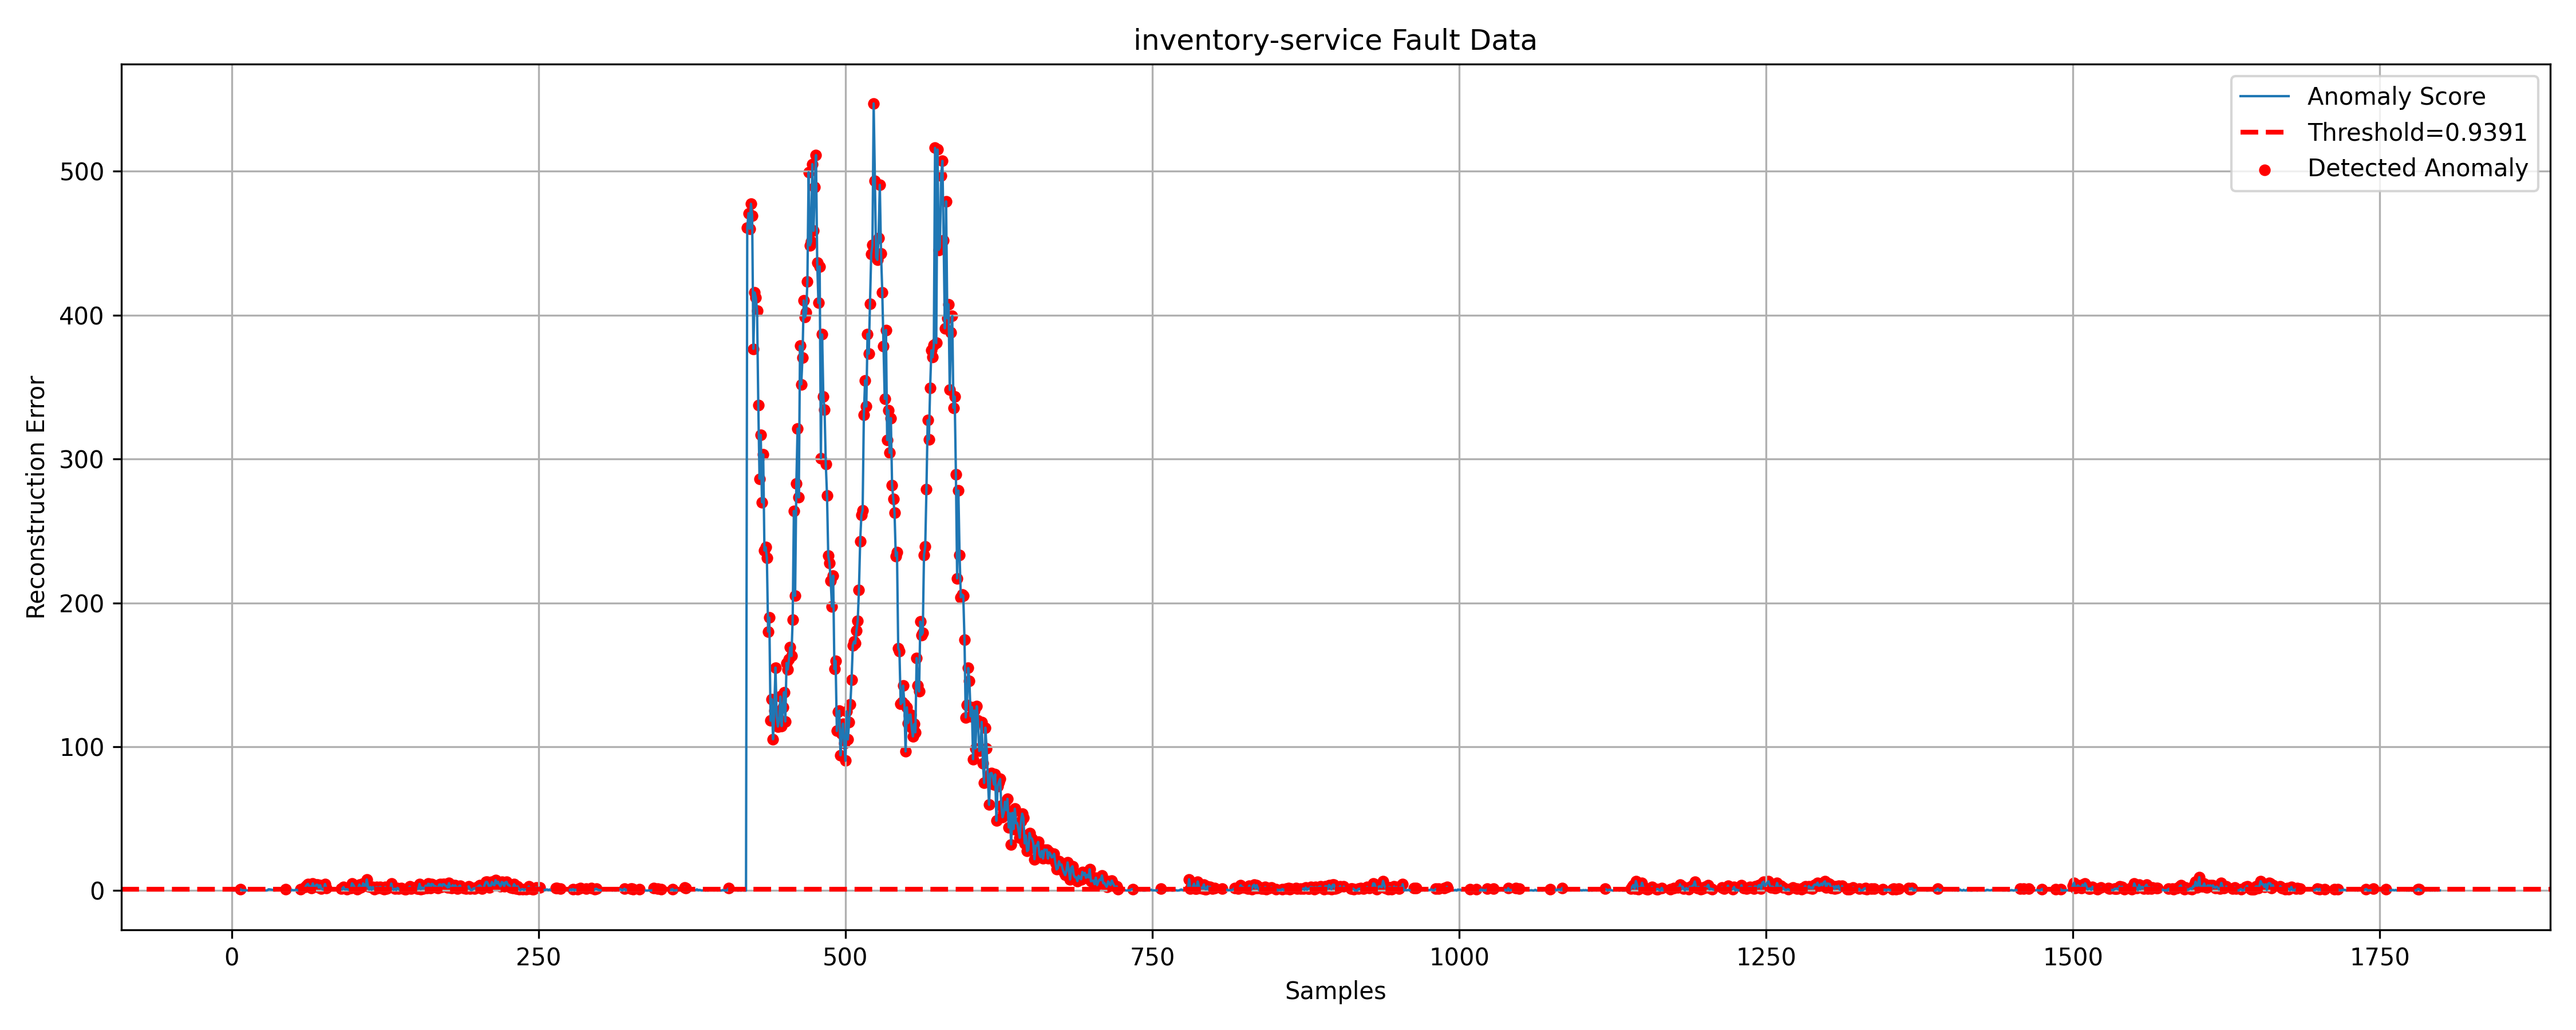 inventory-service Fault Data
Anomaly Score
Threshold=0.9391
Detected Anomaly
Reconstruction Error
500
400
300
200
100
0
0 250 500 750 1000 1250 1500 1750
Samples